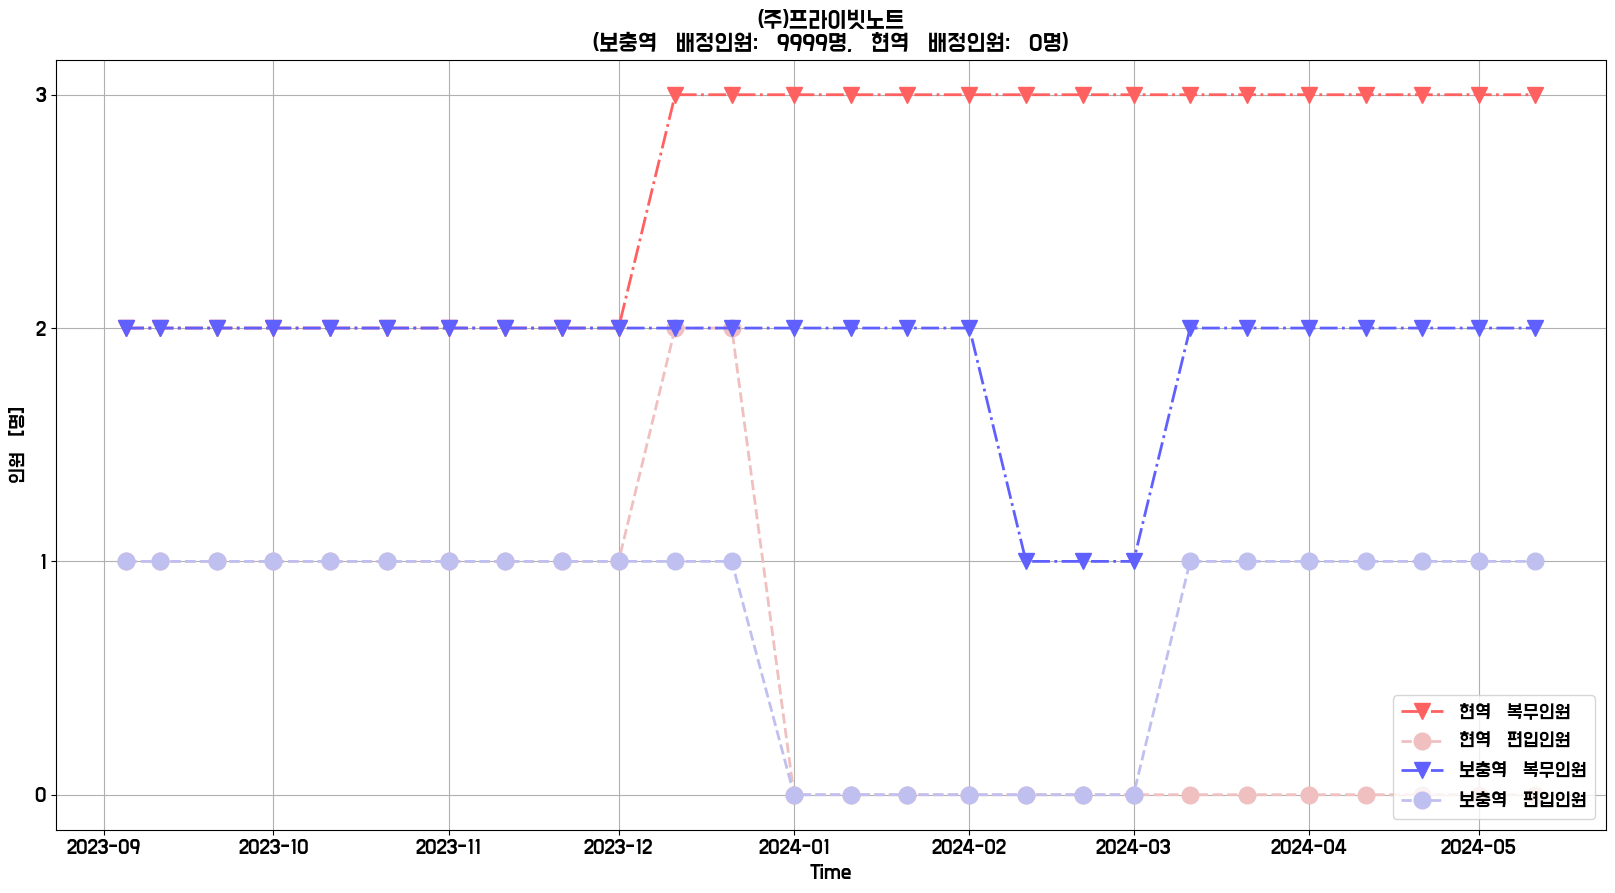 (주)프라이빗노트
(보충역 배정인원: 9999명, 현역 배정인원: 0명)
3
2
1
0
인원 [명]
2023-09 2023-10 2023-11 2023-12 2024-01 2024-02 2024-03 2024-04 2024-05
Time
현역 복무인원
현역 편입인원
보충역 복무인원
보충역 편입인원